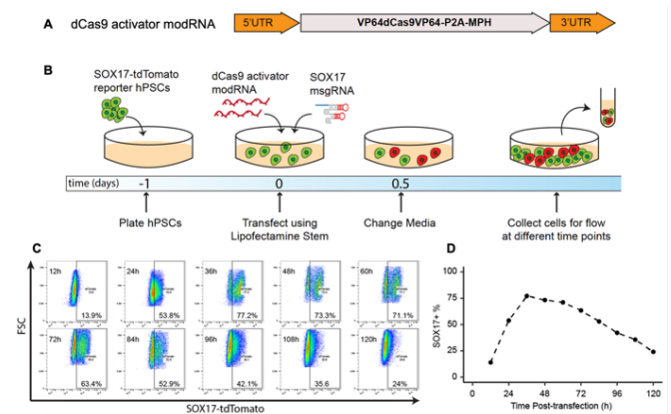 A dCas9 activator modRNA 5'UTR VP64dCas9VP64-P2A-MPH 3'UTR
B
SOX17-tdTomato
reporter hPSCs
dCas9 activator
modRNA
SOX17
msgRNA
time (days) -1 0 0.5
Plate hPSCs
Transfect using
Lipofectamine Stem
Change Media
Collect cells for flow
at different time points
C
FSC
12h 13.9%
24h 53.8%
36h 77.2%
48h 73.3%
60h 71.1%
72h 63.4%
84h 52.9%
96h 42.1%
108h 35.6
120h 24%
SOX17-tdTomato
D
SOX17+ %
100
75
50
25
0
0 24 48 72 96 120
Time Post-transfection (h)